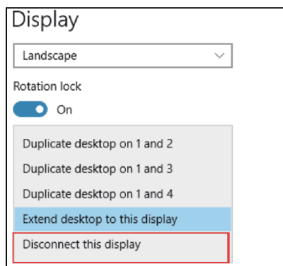 Display
Landscape
Rotation lock
On
Duplicate desktop on 1 and 2
Duplicate desktop on 1 and 3
Duplicate desktop on 1 and 4
Extend desktop to this display
Disconnect this display